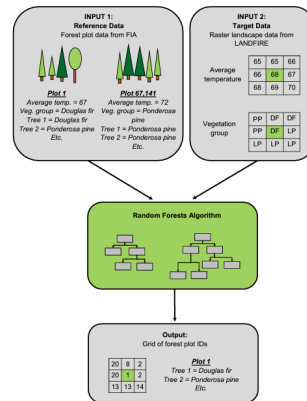 INPUT 1:
Reference Data
Forest plot data from FIA
Plot 1
Average temp. = 67
Veg. group = Douglas fir
Tree 1 = Douglas fir
Tree 2 = Ponderosa pine
Etc.
Plot 67,141
Average temp. = 72
Veg. group = Ponderosa
pine
Tree 1 = Ponderosa pine
Tree 2 = Ponderosa pine
Etc.
INPUT 2:
Target Data
Raster landscape data from
LANDFIRE
Average
temperature
65 65 66
66 68 67
68 69 70
Vegetation
group
PP DF DF
PP DF LP
LP LP LP
Random Forests Algorithm
Output:
Grid of forest plot IDs
20 8 2
20 1 2
13 13 14
Plot 1
Tree 1 = Douglas fir
Tree 2 = Ponderosa pine
Etc.